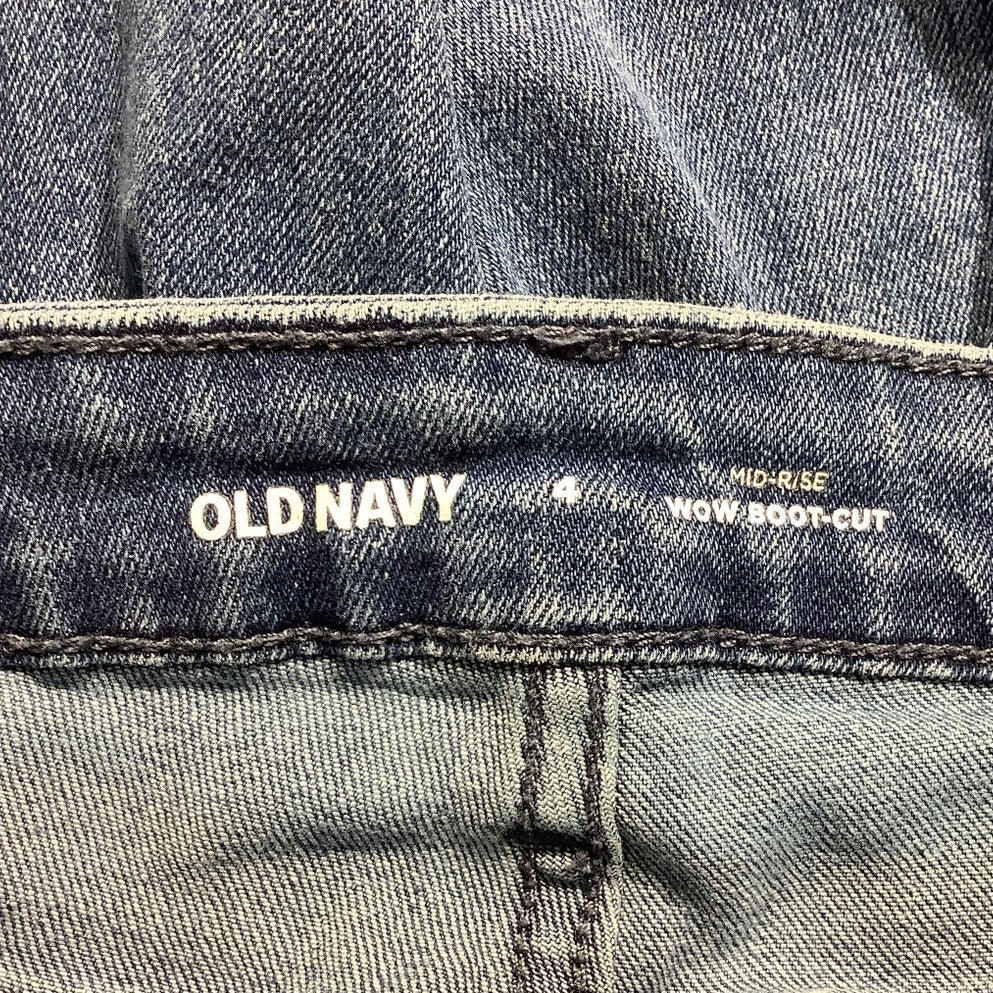 OLD NAVY
4
MID-RISE
WOW BOOT-CUT